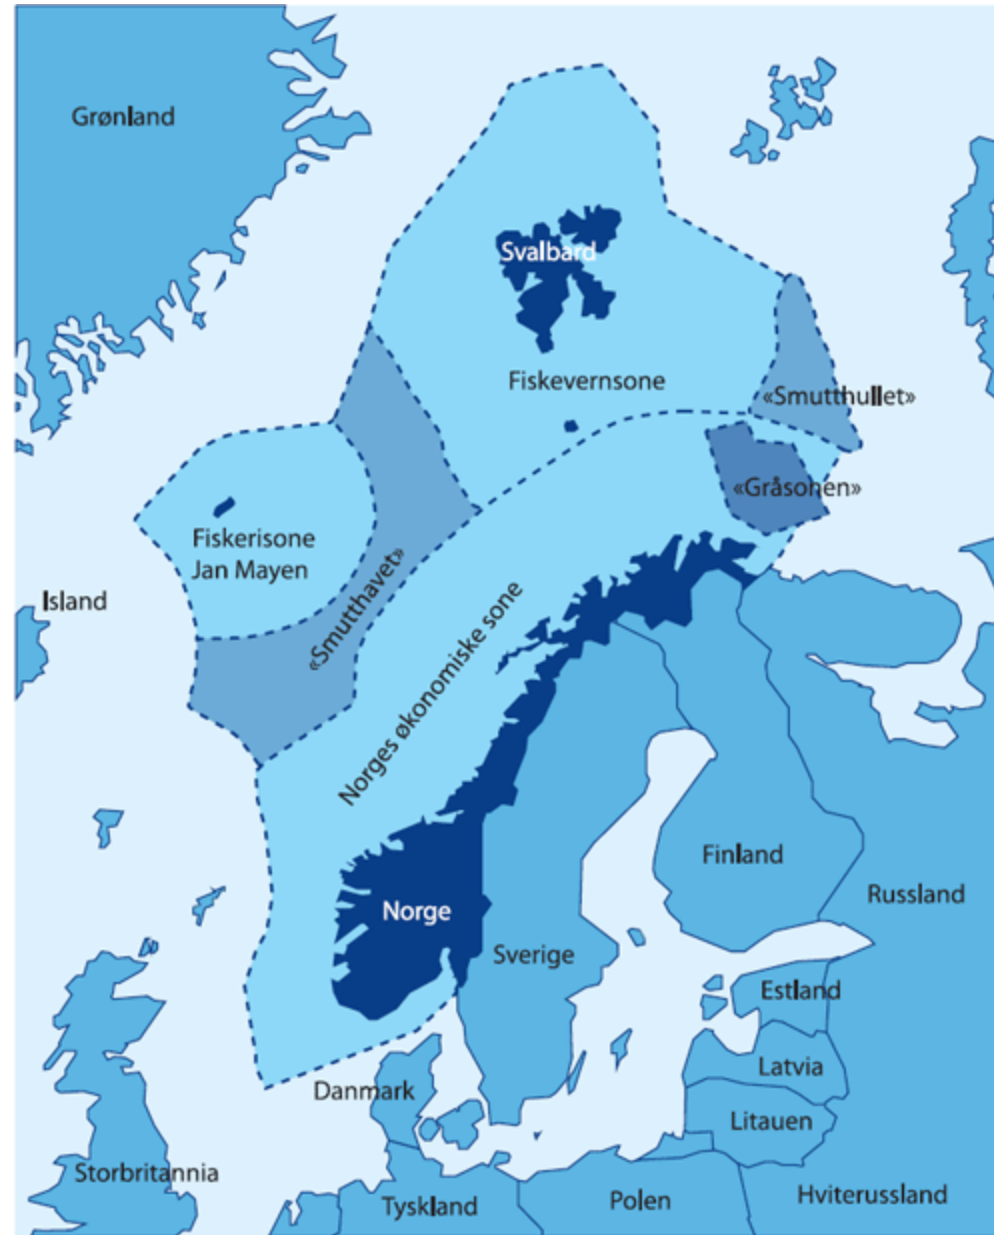 Grønland
Svalbard
Fiskevernsone
«Smutthullet»
«Gråsonen»
Fiskerisone
Jan Mayen
Island
«Smutthavet»
Norges økonomiske sone
Finland
Russland
Norge
Sverige
Estland
Latvia
Danmark
Litauen
Storbritannia
Tyskland
Polen
Hviterussland